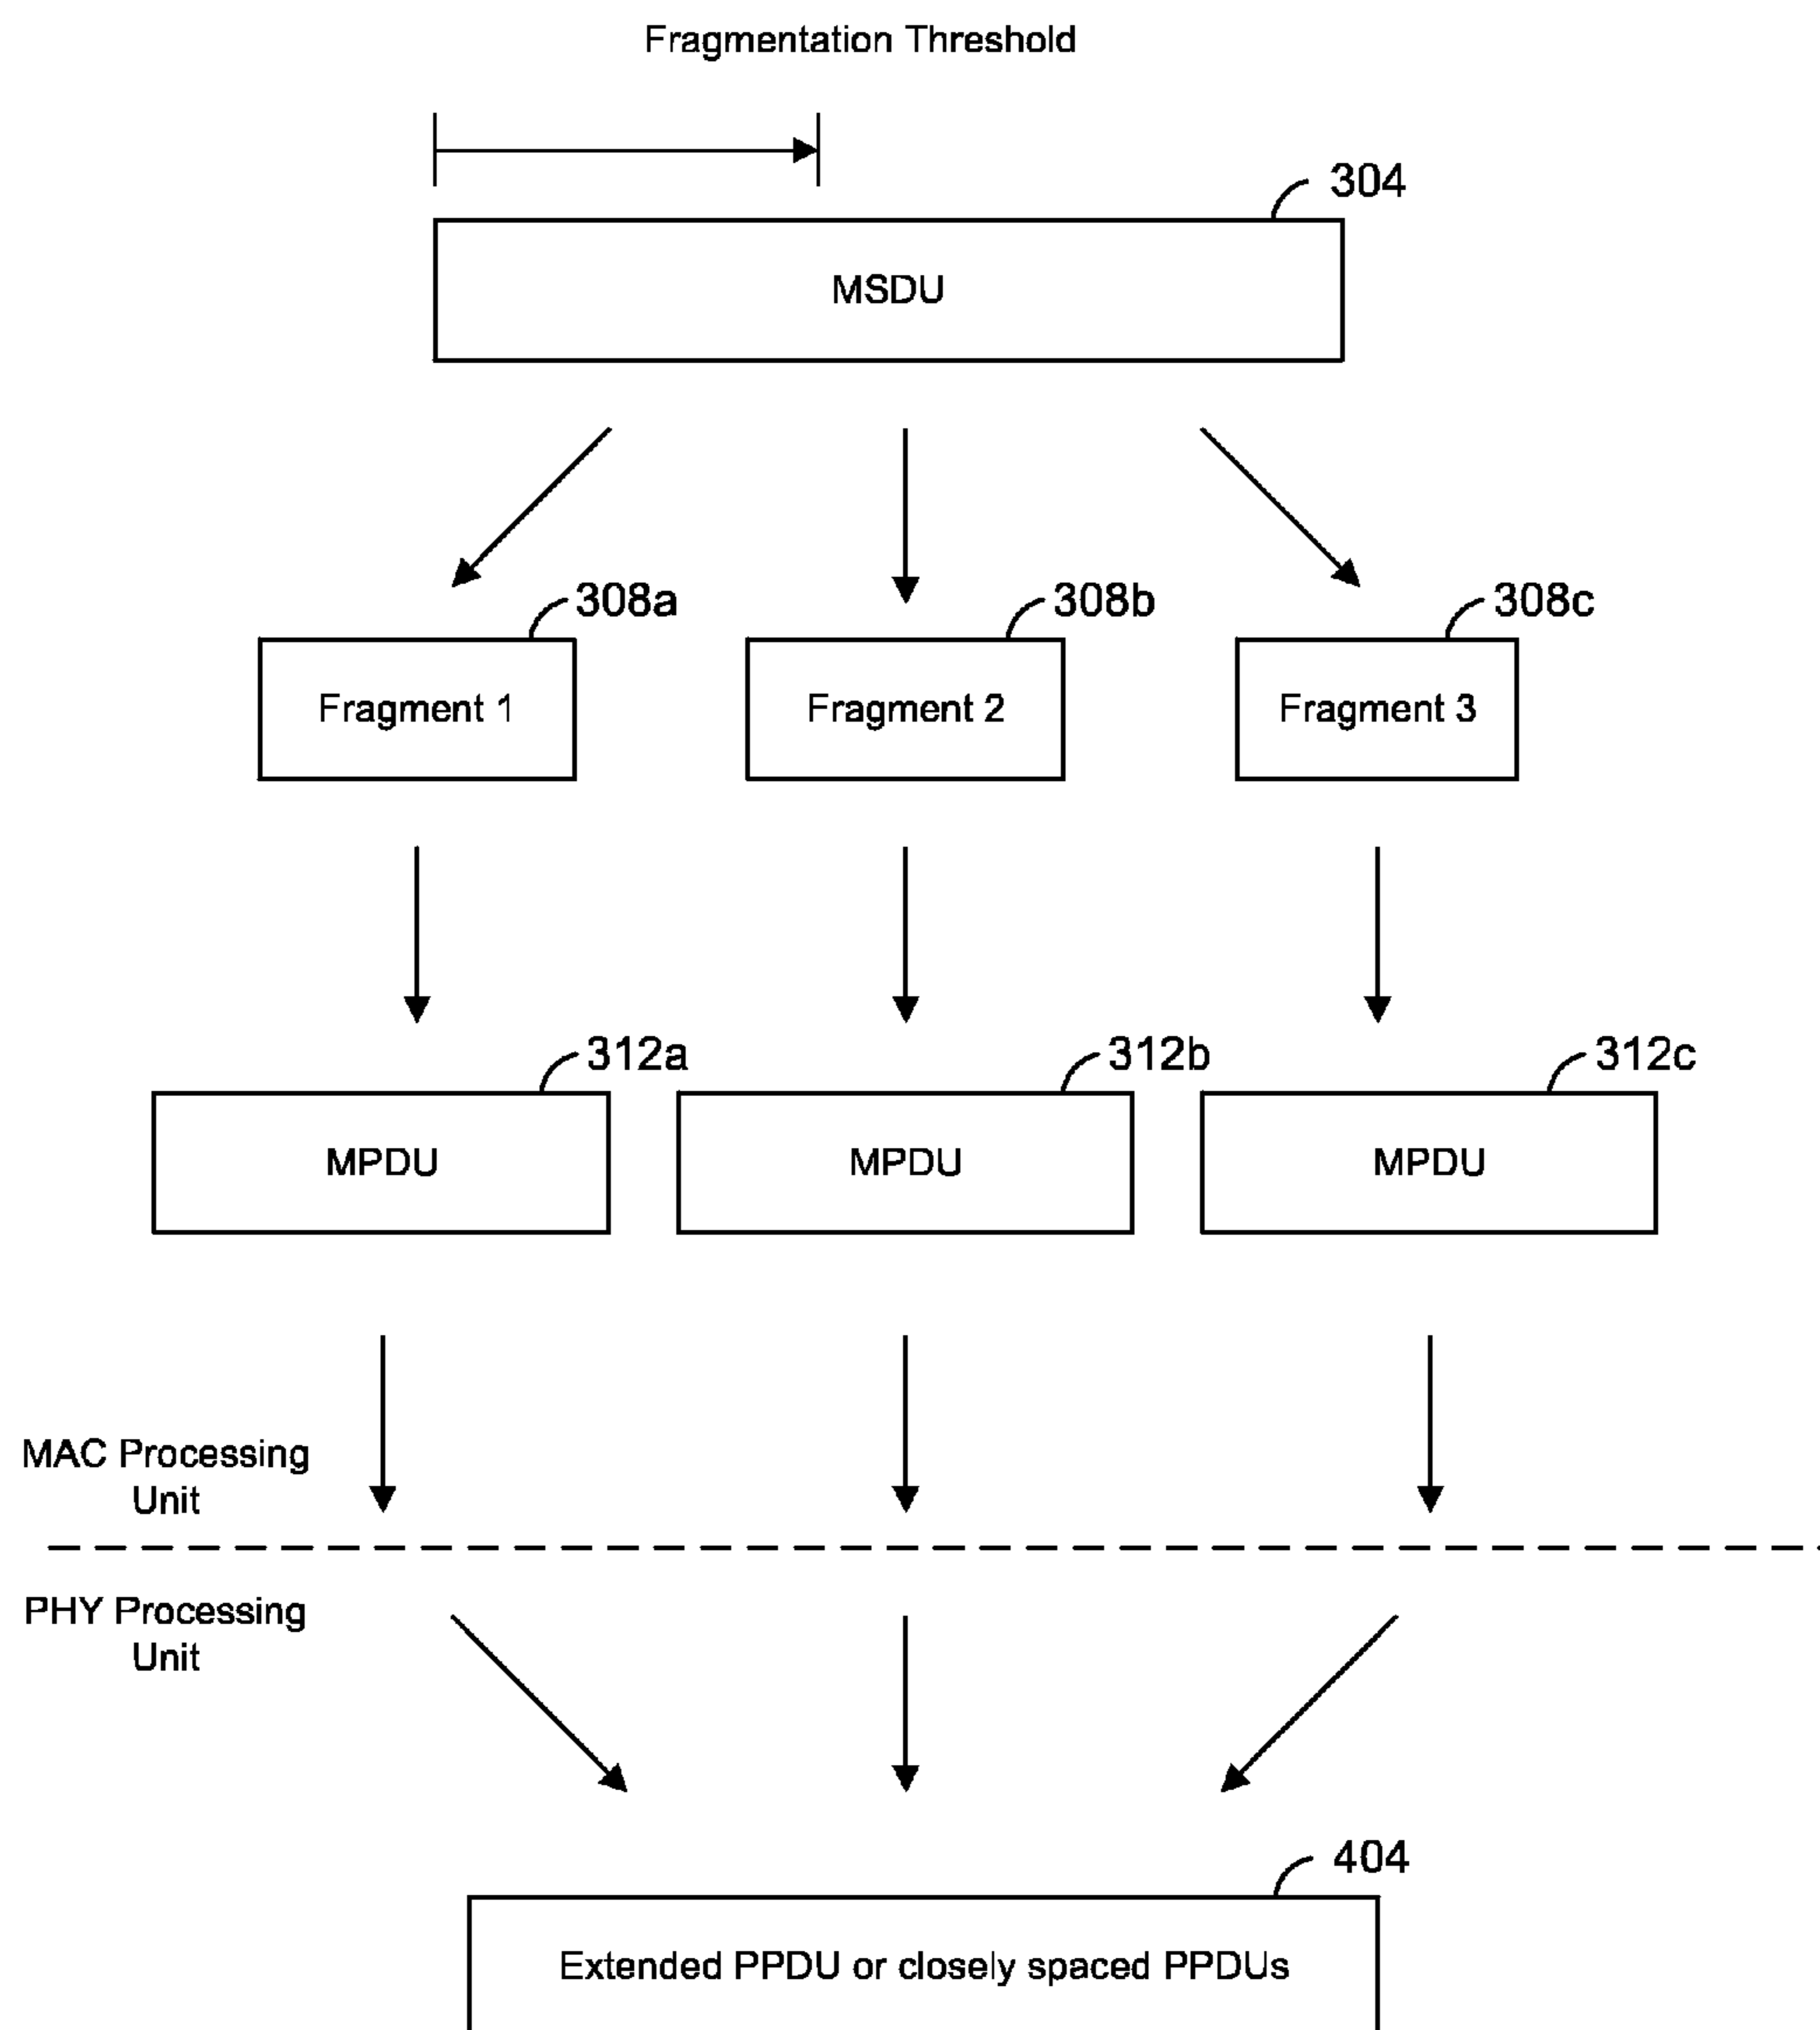 Fragmentation Threshold
304
MSDU
308a
308b
308c
Fragment 1
Fragment 2
Fragment 3
312a
312b
312c
MPDU
MPDU
MPDU
MAC Processing
Unit
PHY Processing
Unit
404
Extended PPDU or closely spaced PPDUs